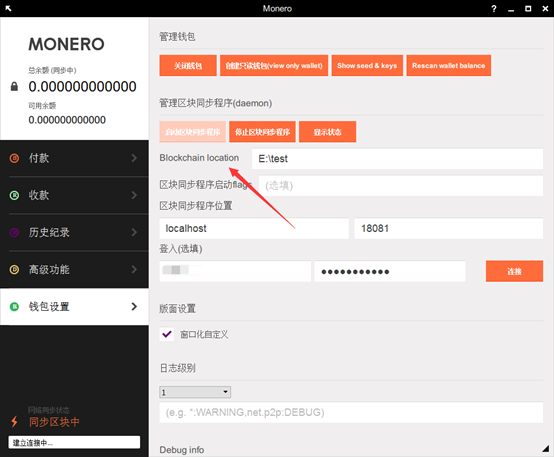 Monero
MONERO
总余额 (同步中)
0.000000000000
可用余额
0.000000000000
付款
收款
历史纪录
高级功能
钱包设置
网络同步状态
同步区块中
建立连接中...
管理钱包
关闭钱包 创建只读钱包(view only wallet) Show seed & keys Rescan wallet balance
管理区块同步程序(daemon)
启动区块同步程序 停止区块同步程序 显示状态
Blockchain location E:\test
区块同步程序启动flags (选填)
区块同步程序位置
localhost 18081
登入(选填)
●●●●●●●●●●● 连接
版面设置
窗口化自定义
日志级别
1
(e.g. *:WARNING,net.p2p:DEBUG)
Debug info